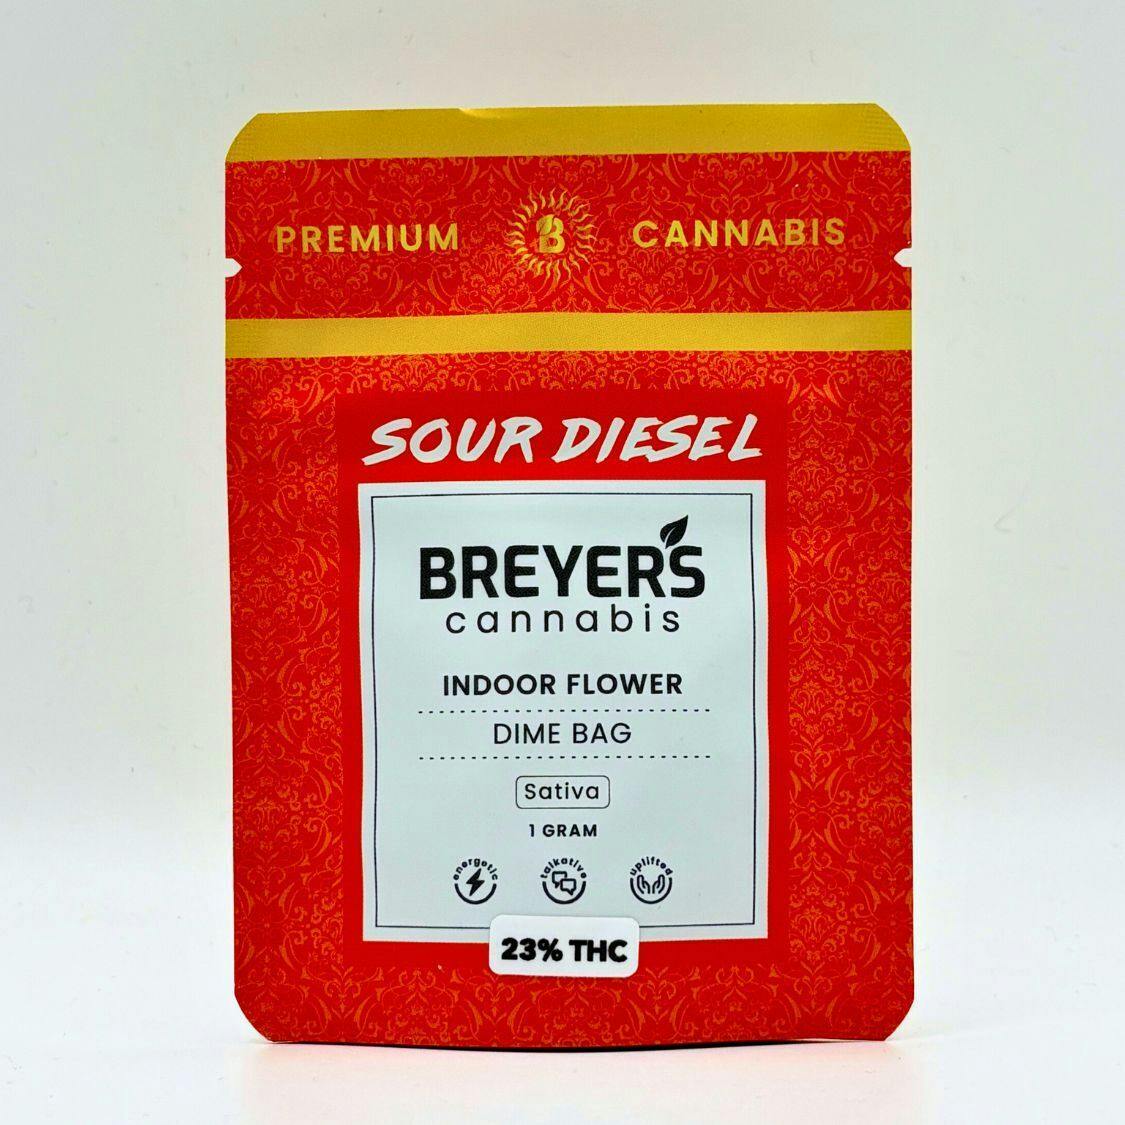 PREMIUM B CANNABIS
SOUR DIESEL
BREYER'S
cannabis
INDOOR FLOWER
DIME BAG
Sativa
1 GRAM
energetic talkative uplifted
23% THC